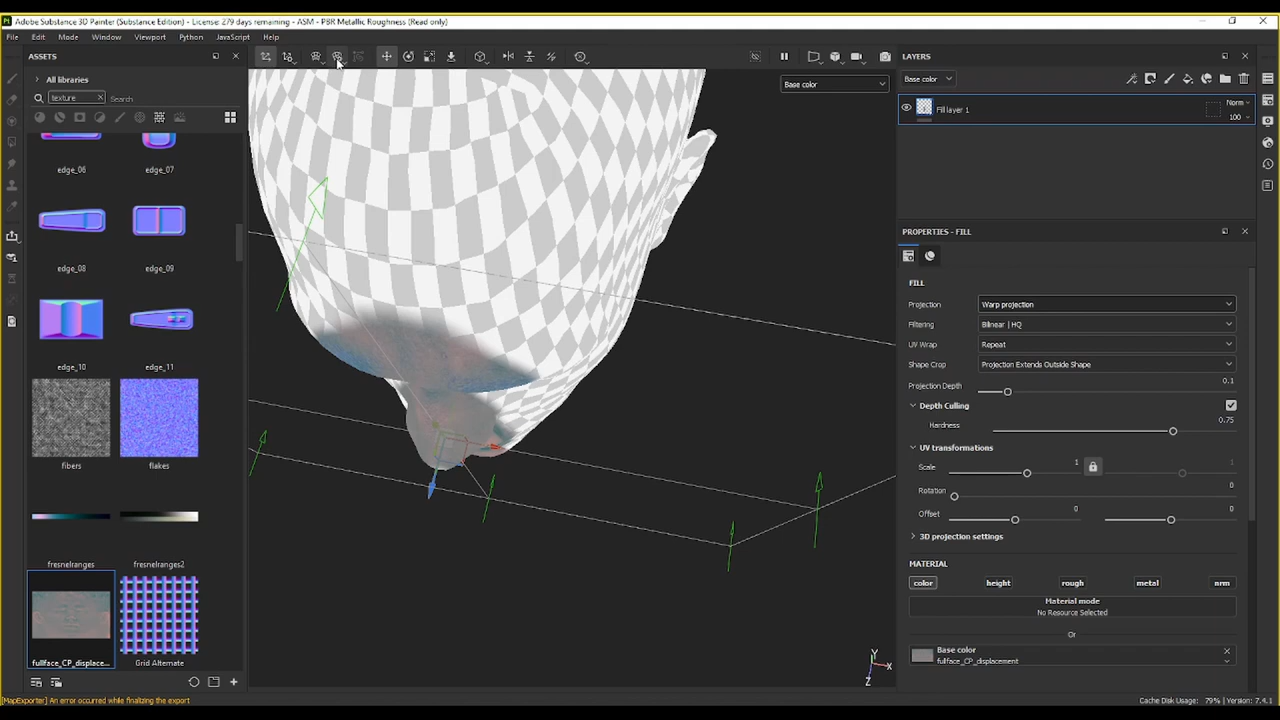 Pt Adobe Substance 3D Painter (Substance Edition) - License: 279 days remaining - ASM - PBR Metallic Roughness (Read only)
File Edit Mode Window Viewport Python JavaScript Help
ASSETS
All libraries
texture × Search
edge_06 edge_07
edge_08 edge_09
edge_10 edge_11
fibers flakes
fresnelranges fresnelranges2
fullface_CP_displace... Grid Alternate
[MapExporter] An error occurred while finalizing the export
Base color
Y
X
Z
LAYERS
Base color
Fill layer 1
Norm
100
PROPERTIES - FILL
FILL
Projection Warp projection
Filtering Bilinear | HQ
UV Wrap Repeat
Shape Crop Projection Extends Outside Shape
Projection Depth 0.1
Depth Culling
Hardness 0.75
UV transformations
Scale 1 1
Rotation 0
Offset 0 0
3D projection settings
MATERIAL
color height rough metal nrm
Material mode
No Resource Selected
Or
Base color
fullface_CP_displacement
Cache Disk Usage: 79% | Version: 7.4.1